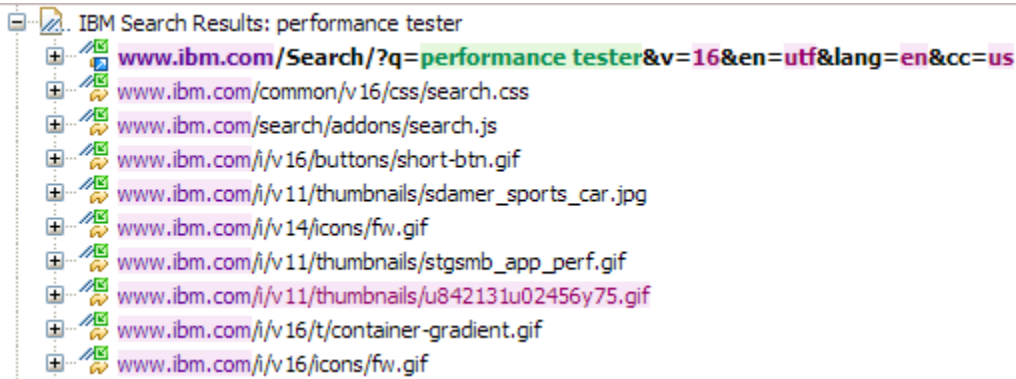 IBM Search Results: performance tester
www.ibm.com/Search/?q=performance tester&v=16&en=utf&lang=en&cc=us
www.ibm.com/common/v16/css/search.css
www.ibm.com/search/addons/search.js
www.ibm.com/i/v16/buttons/short-btn.gif
www.ibm.com/i/v11/thumbnails/sdamer_sports_car.jpg
www.ibm.com/i/v14/icons/fw.gif
www.ibm.com/i/v11/thumbnails/stgsmb_app_perf.gif
www.ibm.com/i/v11/thumbnails/u842131u02456y75.gif
www.ibm.com/i/v16/t/container-gradient.gif
www.ibm.com/i/v16/icons/fw.gif